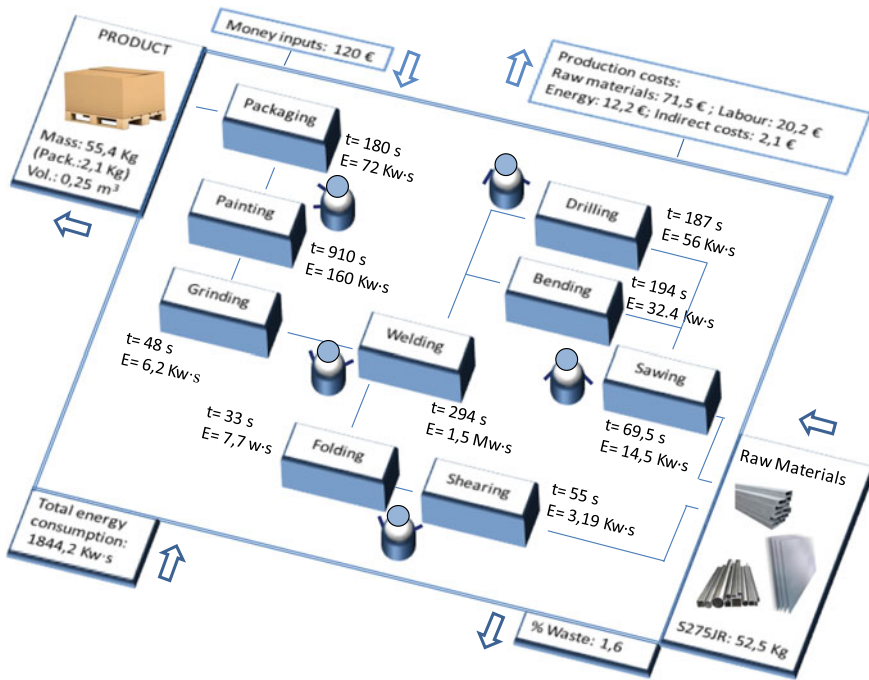 PRODUCT
Mass: 55,4 Kg
(Pack.:2,1 Kg)
Vol.: 0,25 m³
Money inputs: 120 €
Production costs:
Raw materials: 71,5 € ; Labour: 20,2 €
Energy: 12,2 €; Indirect costs: 2,1 €
Packaging
t= 180 s
E= 72 Kw·s
Painting
t= 910 s
E= 160 Kw·s
Grinding
t= 48 s
E= 6,2 Kw·s
Welding
t= 294 s
E= 1,5 Mw·s
Drilling
t= 187 s
E= 56 Kw·s
Bending
t= 194 s
E= 32.4 Kw·s
Sawing
t= 69,5 s
E= 14,5 Kw·s
Folding
t= 33 s
E= 7,7 w·s
Shearing
t= 55 s
E= 3,19 Kw·s
Raw Materials
S275JR: 52,5 Kg
Total energy
consumption:
1844,2 Kw·s
% Waste: 1,6